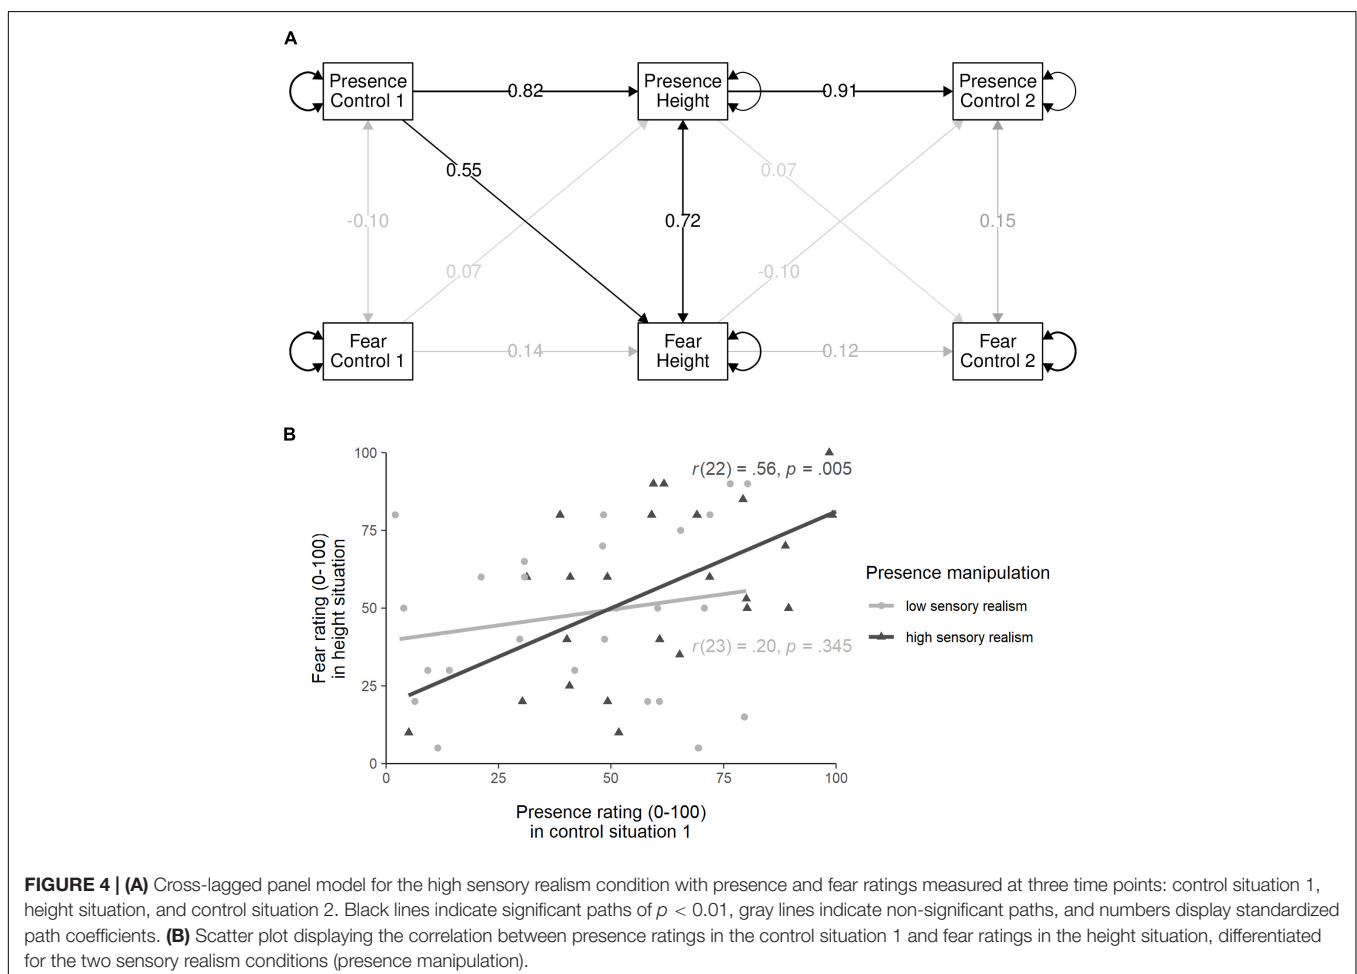 A
Presence
Control 1
0.82
Presence
Height
0.91
Presence
Control 2
0.55
0.07
-0.10
0.72
0.15
0.07
-0.10
Fear
Control 1
0.14
Fear
Height
0.12
Fear
Control 2
B
100
75
50
25
0
Fear rating (0-100)
in height situation
r(22) = .56, p = .005
r(23) = .20, p = .345
0
25
50
75
100
Presence rating (0-100)
in control situation 1
Presence manipulation
low sensory realism
high sensory realism
FIGURE 4 | (A) Cross-lagged panel model for the high sensory realism condition with presence and fear ratings measured at three time points: control situation 1,
height situation, and control situation 2. Black lines indicate significant paths of p < 0.01, gray lines indicate non-significant paths, and numbers display standardized
path coefficients. (B) Scatter plot displaying the correlation between presence ratings in the control situation 1 and fear ratings in the height situation, differentiated
for the two sensory realism conditions (presence manipulation).